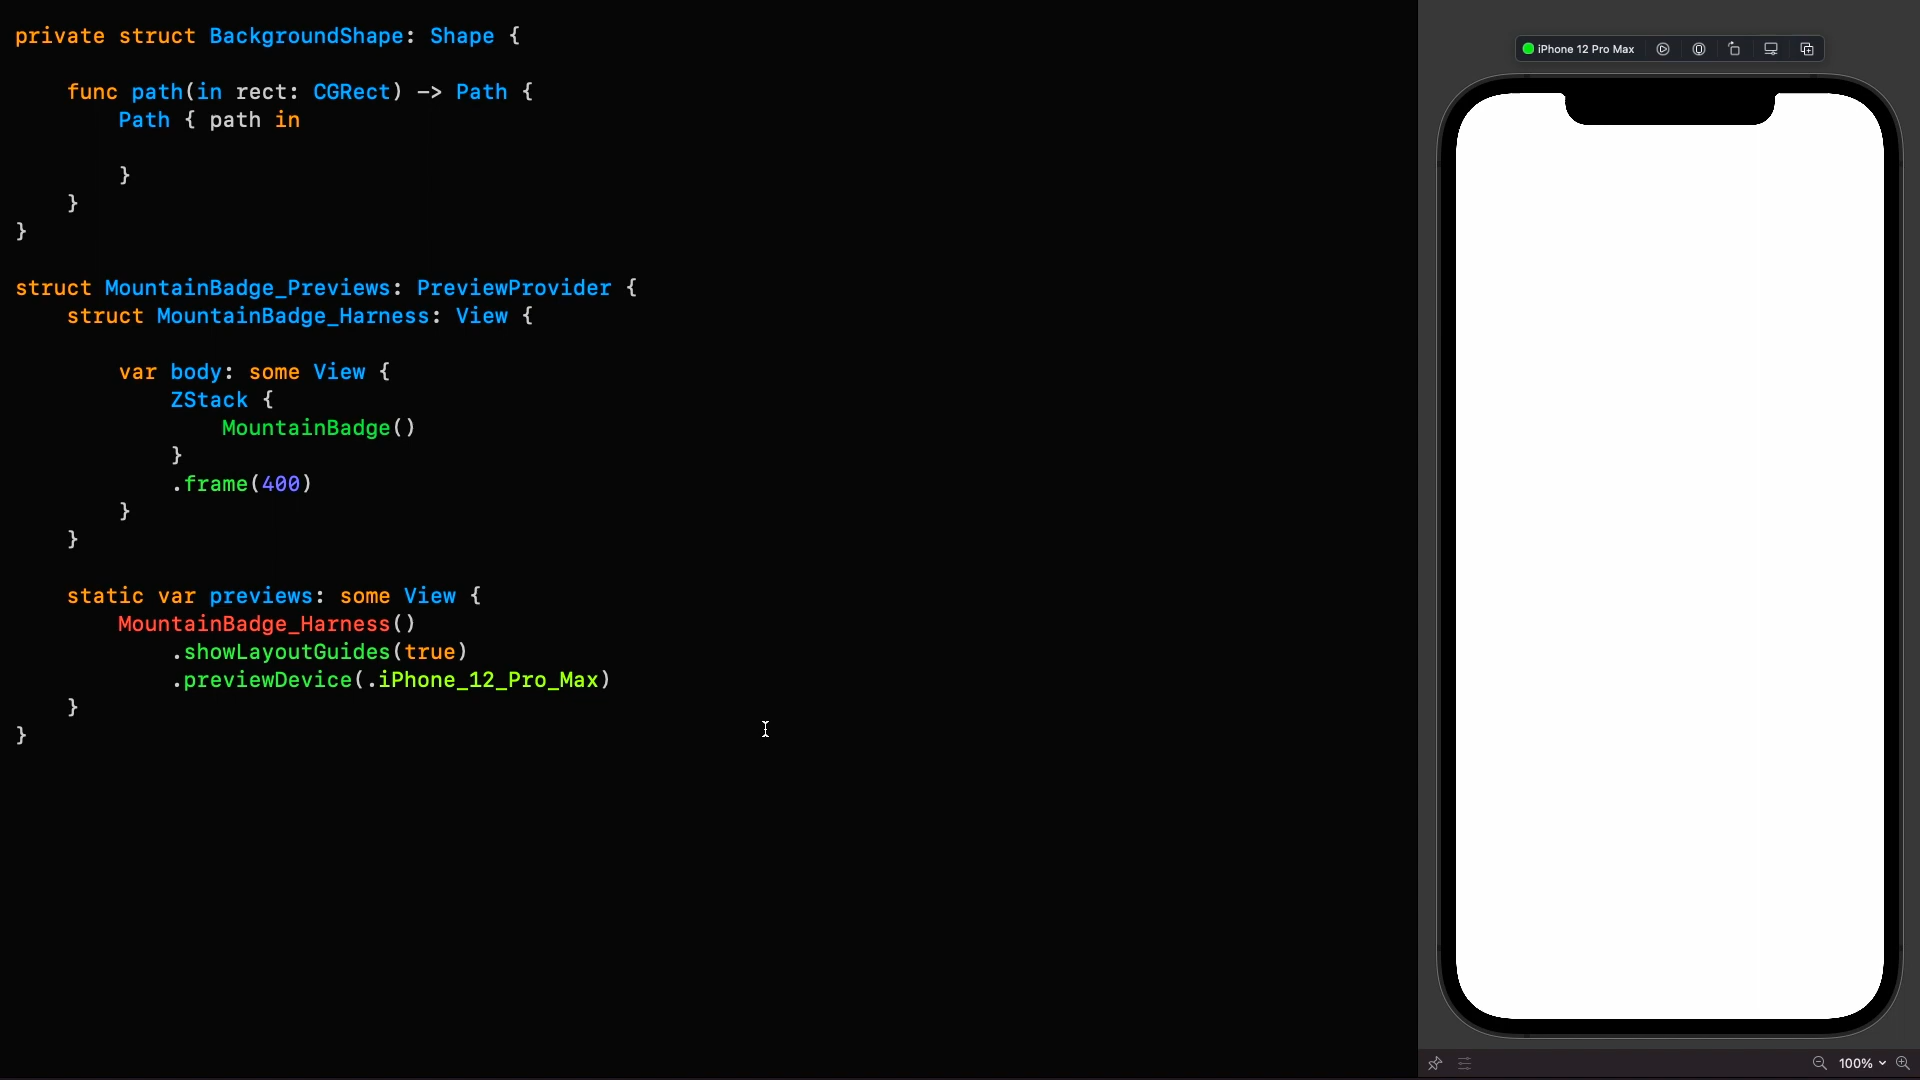 private struct BackgroundShape: Shape {
func path(in rect: CGRect) -> Path {
Path { path in
}
}
}
struct MountainBadge_Previews: PreviewProvider {
struct MountainBadge_Harness: View {
var body: some View {
ZStack {
MountainBadge()
}
.frame(400)
}
}
static var previews: some View {
MountainBadge_Harness()
.showLayoutGuides(true)
.previewDevice(.iPhone_12_Pro_Max)
}
}
iPhone 12 Pro Max
100%